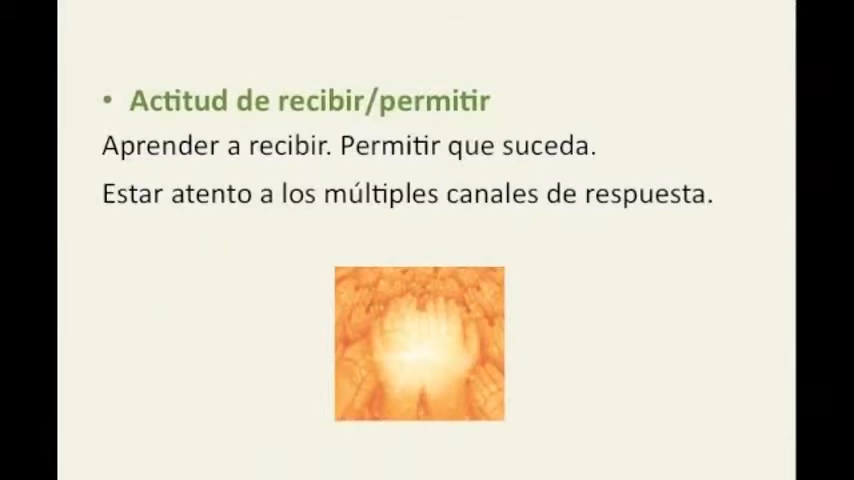 • Actitud de recibir/permitir
Aprender a recibir. Permitir que suceda.
Estar atento a los múltiples canales de respuesta.